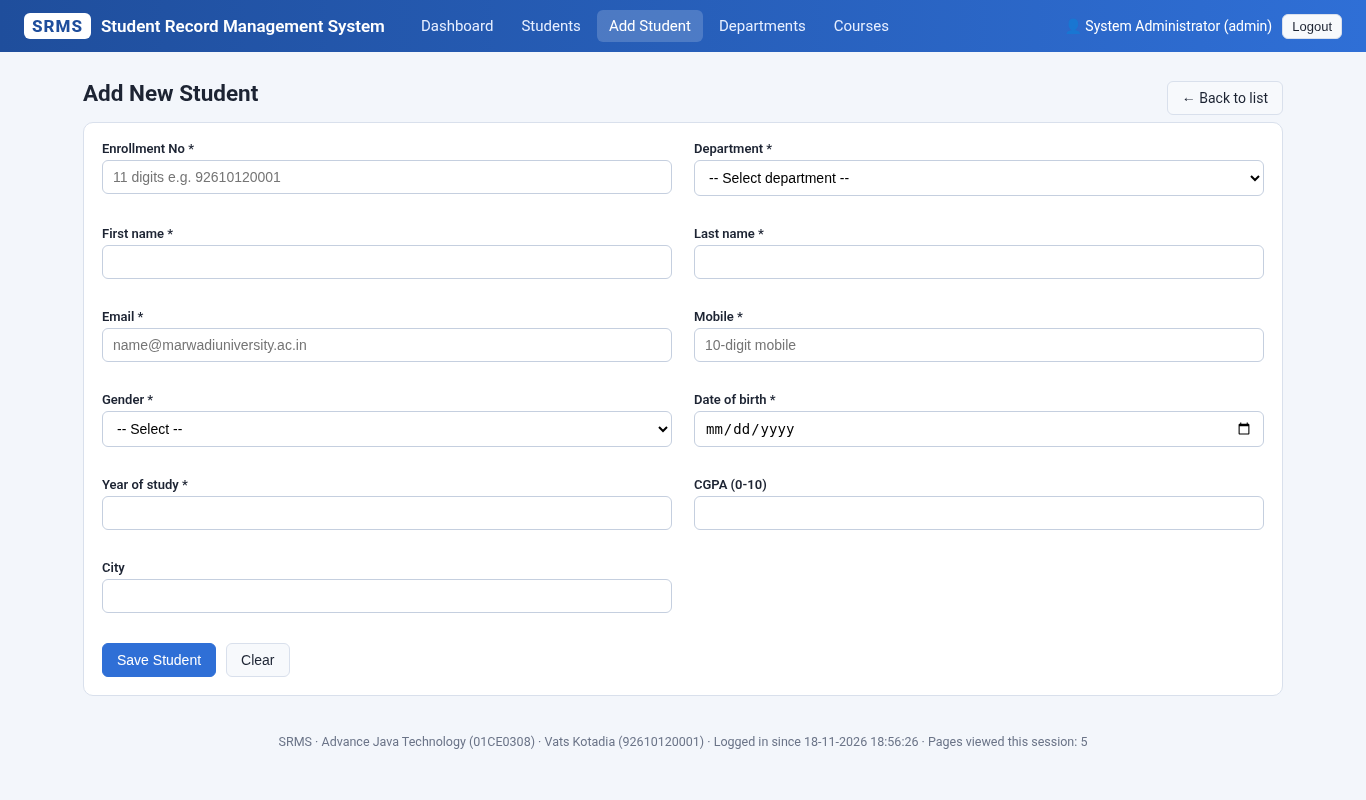 SRMS Student Record Management System Dashboard Students Add Student Departments Courses 👤 System Administrator (admin) Logout
Add New Student
← Back to list
Enrollment No * Department *
11 digits e.g. 92610120001 -- Select department --
First name * Last name *
Email * Mobile *
name@marwadiuniversity.ac.in 10-digit mobile
Gender * Date of birth *
-- Select -- mm/dd/yyyy
Year of study * CGPA (0-10)
City
Save Student Clear
SRMS · Advance Java Technology (01CE0308) · Vats Kotadia (92610120001) · Logged in since 18-11-2026 18:56:26 · Pages viewed this session: 5